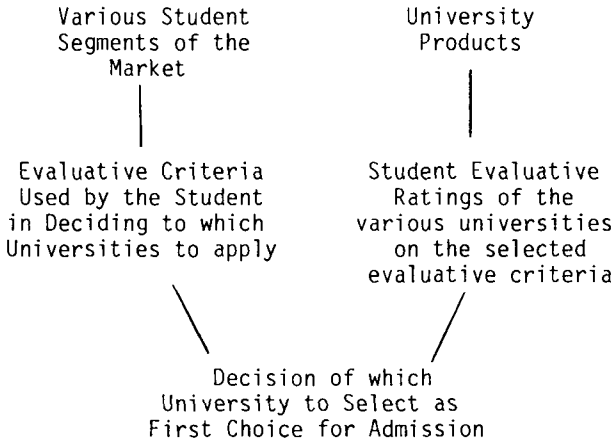 Various Student
Segments of the
Market
University
Products
Evaluative Criteria
Used by the Student
in Deciding to which
Universities to apply
Student Evaluative
Ratings of the
various universities
on the selected
evaluative criteria
Decision of which
University to Select as
First Choice for Admission